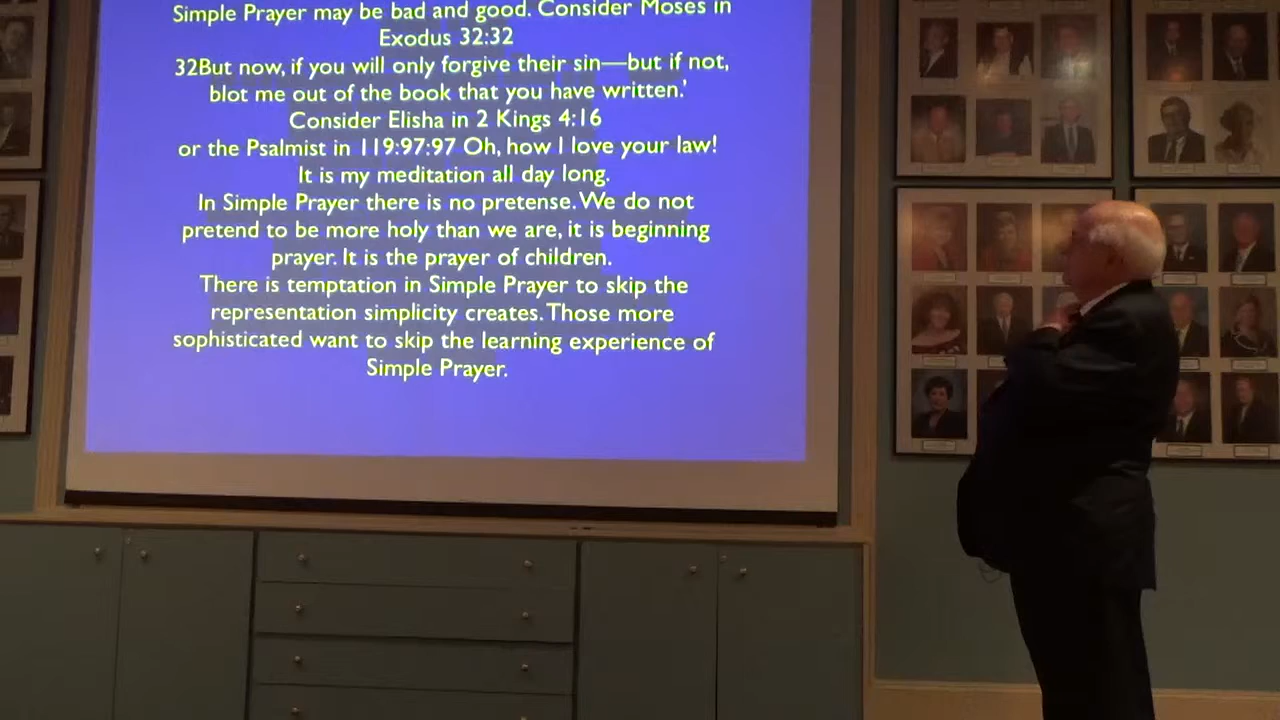 Simple Prayer may be bad and good. Consider Moses in
Exodus 32:32
32But now, if you will only forgive their sin—but if not,
blot me out of the book that you have written.'
Consider Elisha in 2 Kings 4:16
or the Psalmist in 119:97:97 Oh, how I love your law!
It is my meditation all day long.
In Simple Prayer there is no pretense. We do not
pretend to be more holy than we are, it is beginning
prayer. It is the prayer of children.
There is temptation in Simple Prayer to skip the
representation simplicity creates. Those more
sophisticated want to skip the learning experience of
Simple Prayer.